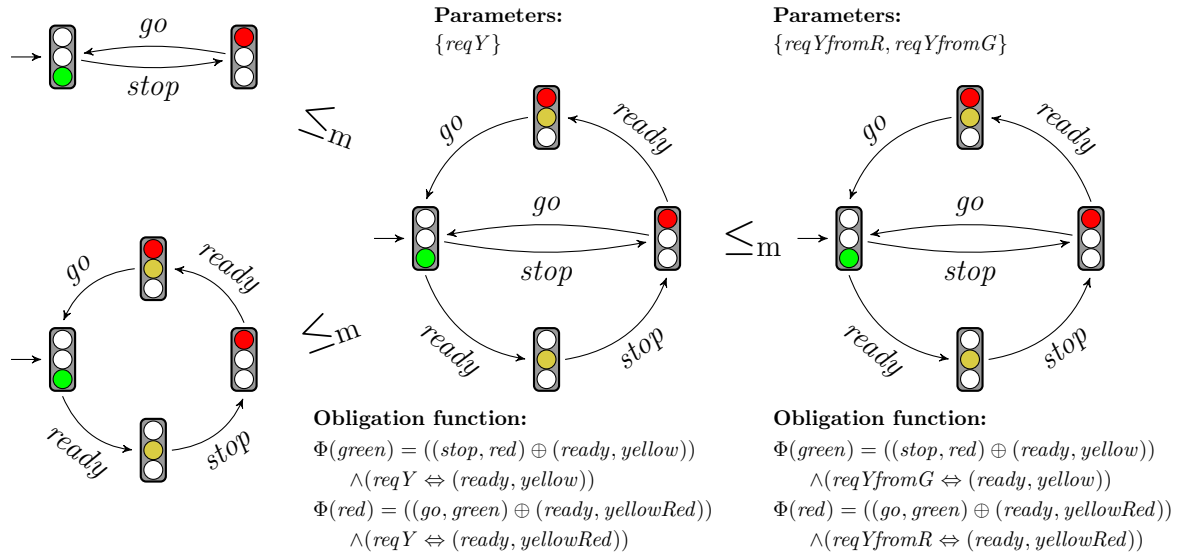 go
stop
≤m
go
ready
ready
stop
≤m
Parameters:
{reqY}
go
ready
go
stop
ready
stop
Obligation function:
Φ(green) = ((stop, red) ⊕ (ready, yellow))
∧(reqY ⇔ (ready, yellow))
Φ(red) = ((go, green) ⊕ (ready, yellowRed))
∧(reqY ⇔ (ready, yellowRed))
≤m
Parameters:
{reqYfromR, reqYfromG}
go
ready
go
stop
ready
stop
Obligation function:
Φ(green) = ((stop, red) ⊕ (ready, yellow))
∧(reqYfromG ⇔ (ready, yellow))
Φ(red) = ((go, green) ⊕ (ready, yellowRed))
∧(reqYfromR ⇔ (ready, yellowRed))